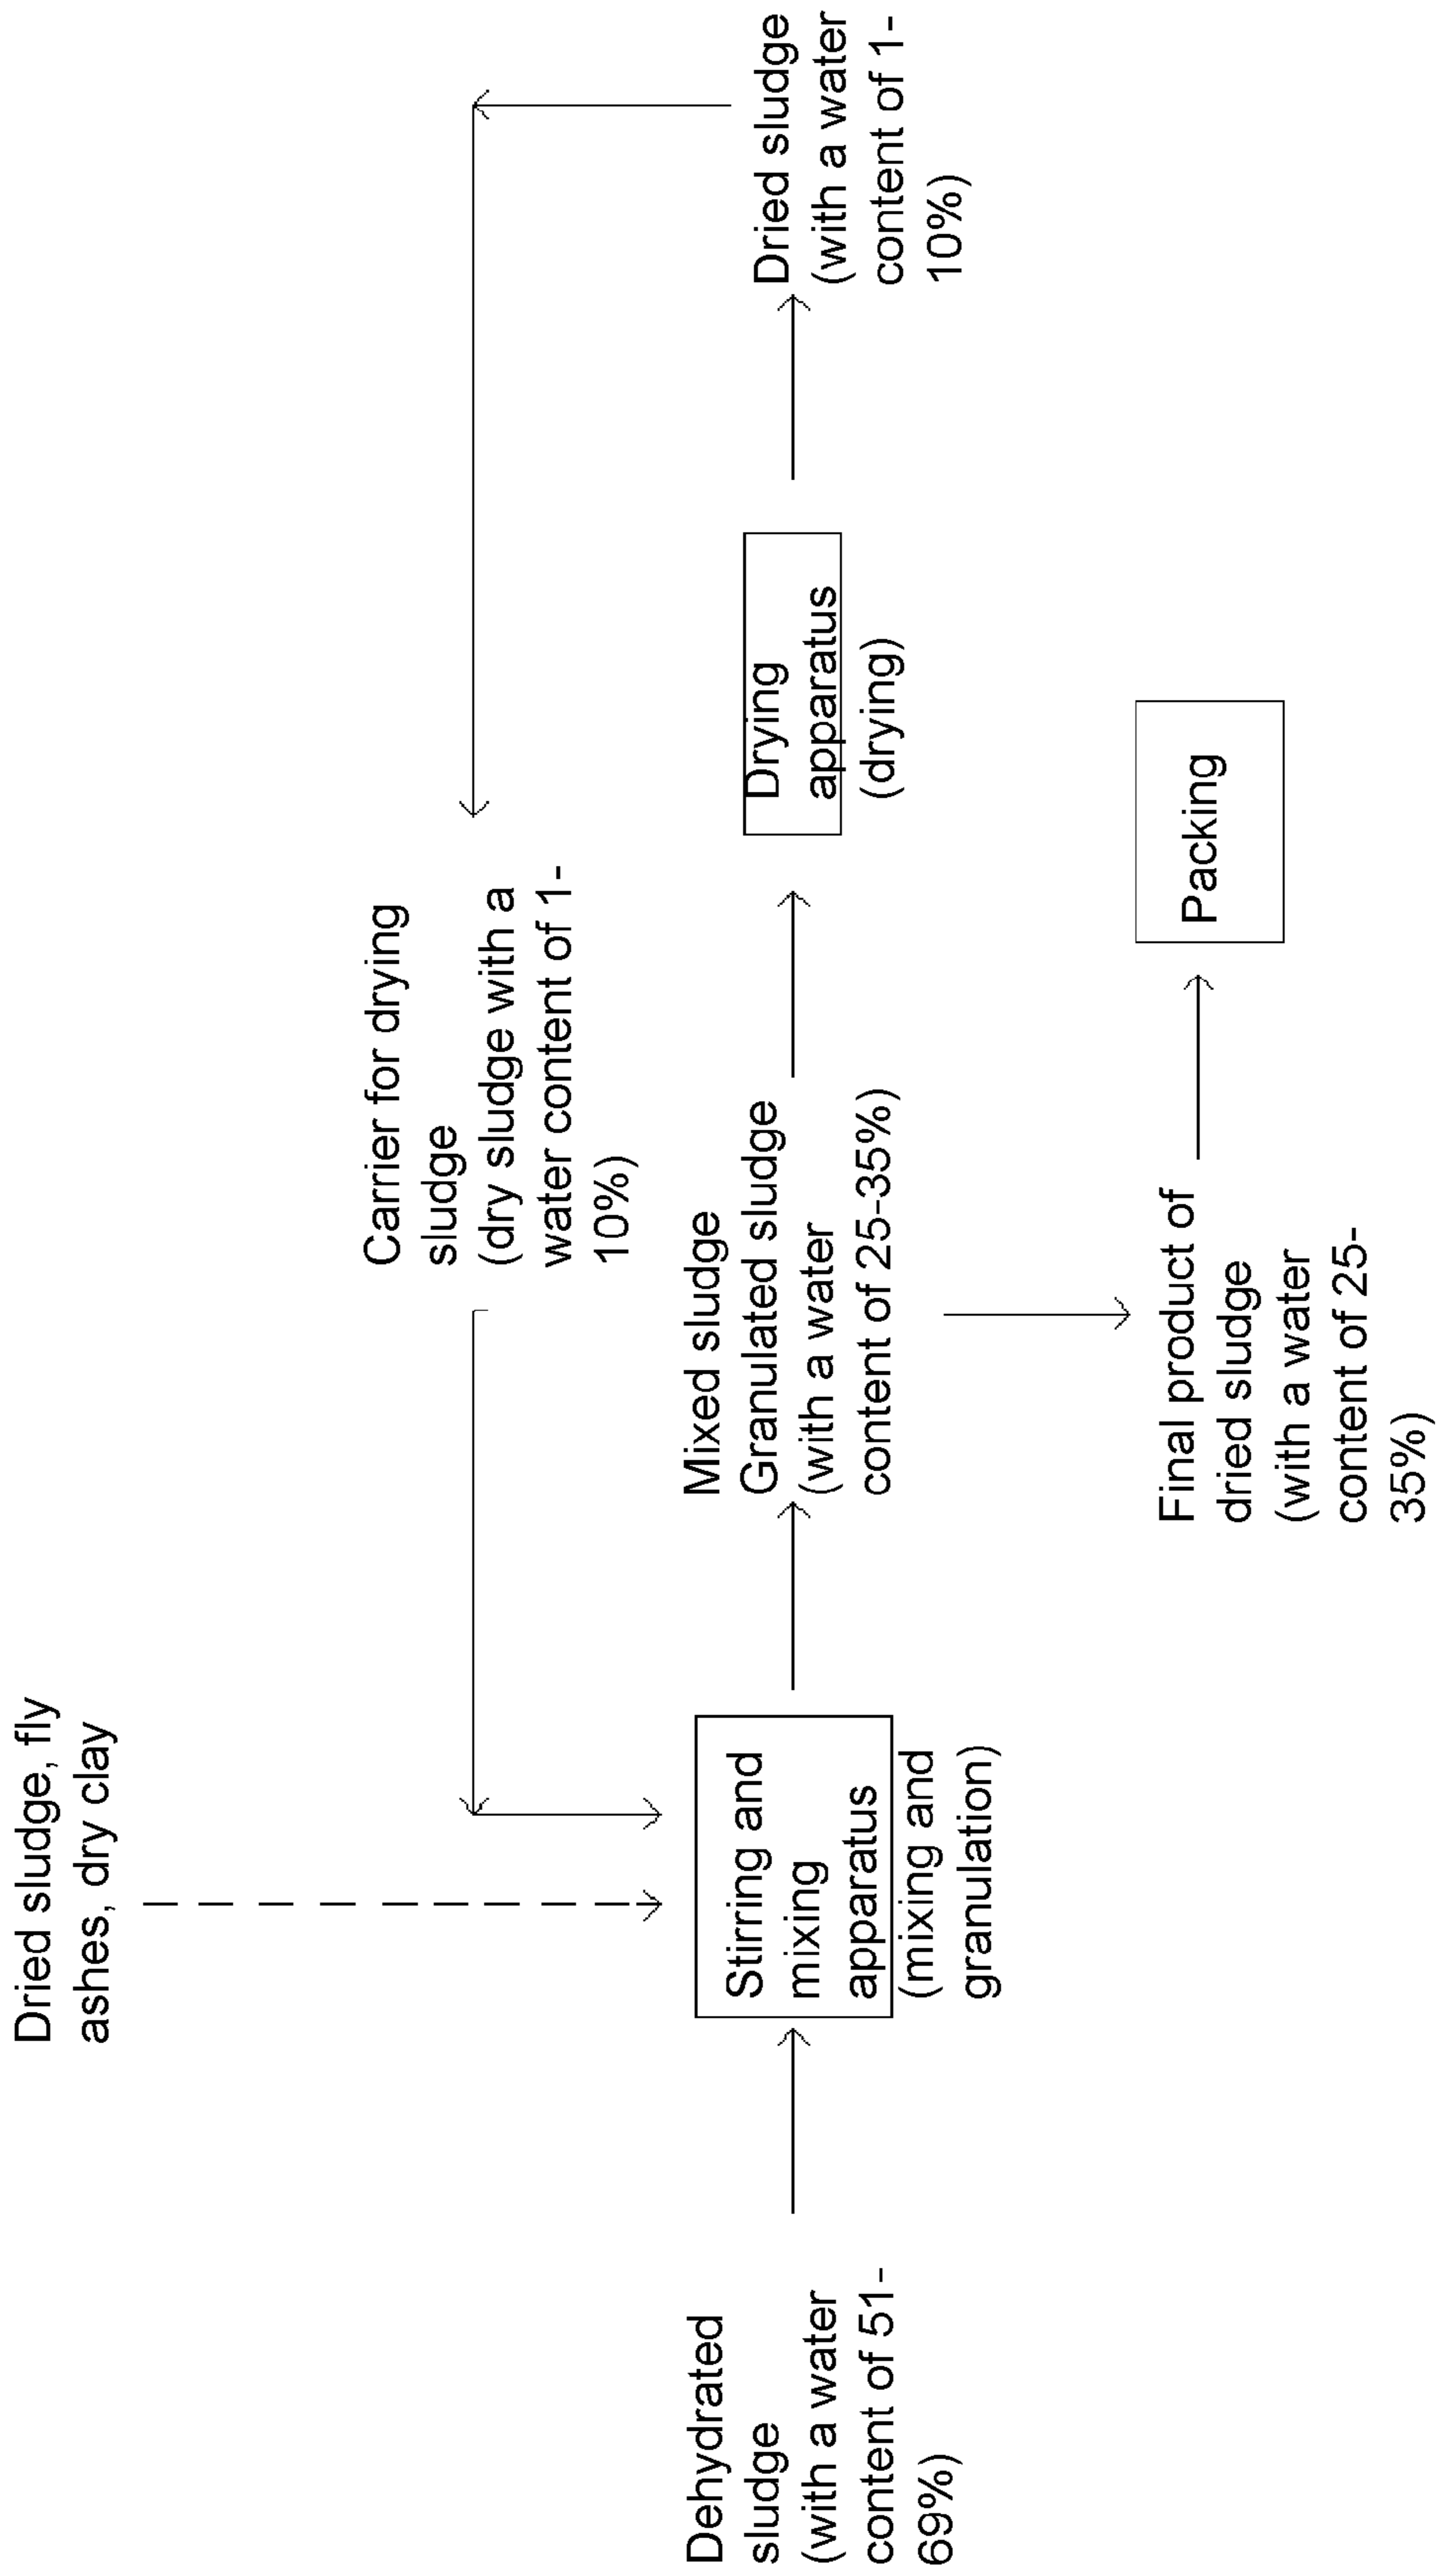 Dried sludge, fly
ashes, dry clay
Carrier for drying
sludge
(dry sludge with a
water content of 1-
10%)
Dehydrated
sludge
(with a water
content of 51-
69%)
Stirring and
mixing
apparatus
(mixing and
granulation)
Mixed sludge
Granulated sludge
(with a water
content of 25-35%)
Drying
apparatus
(drying)
Dried sludge
(with a water
content of 1-
10%)
Final product of
dried sludge
(with a water
content of 25-
35%)
Packing